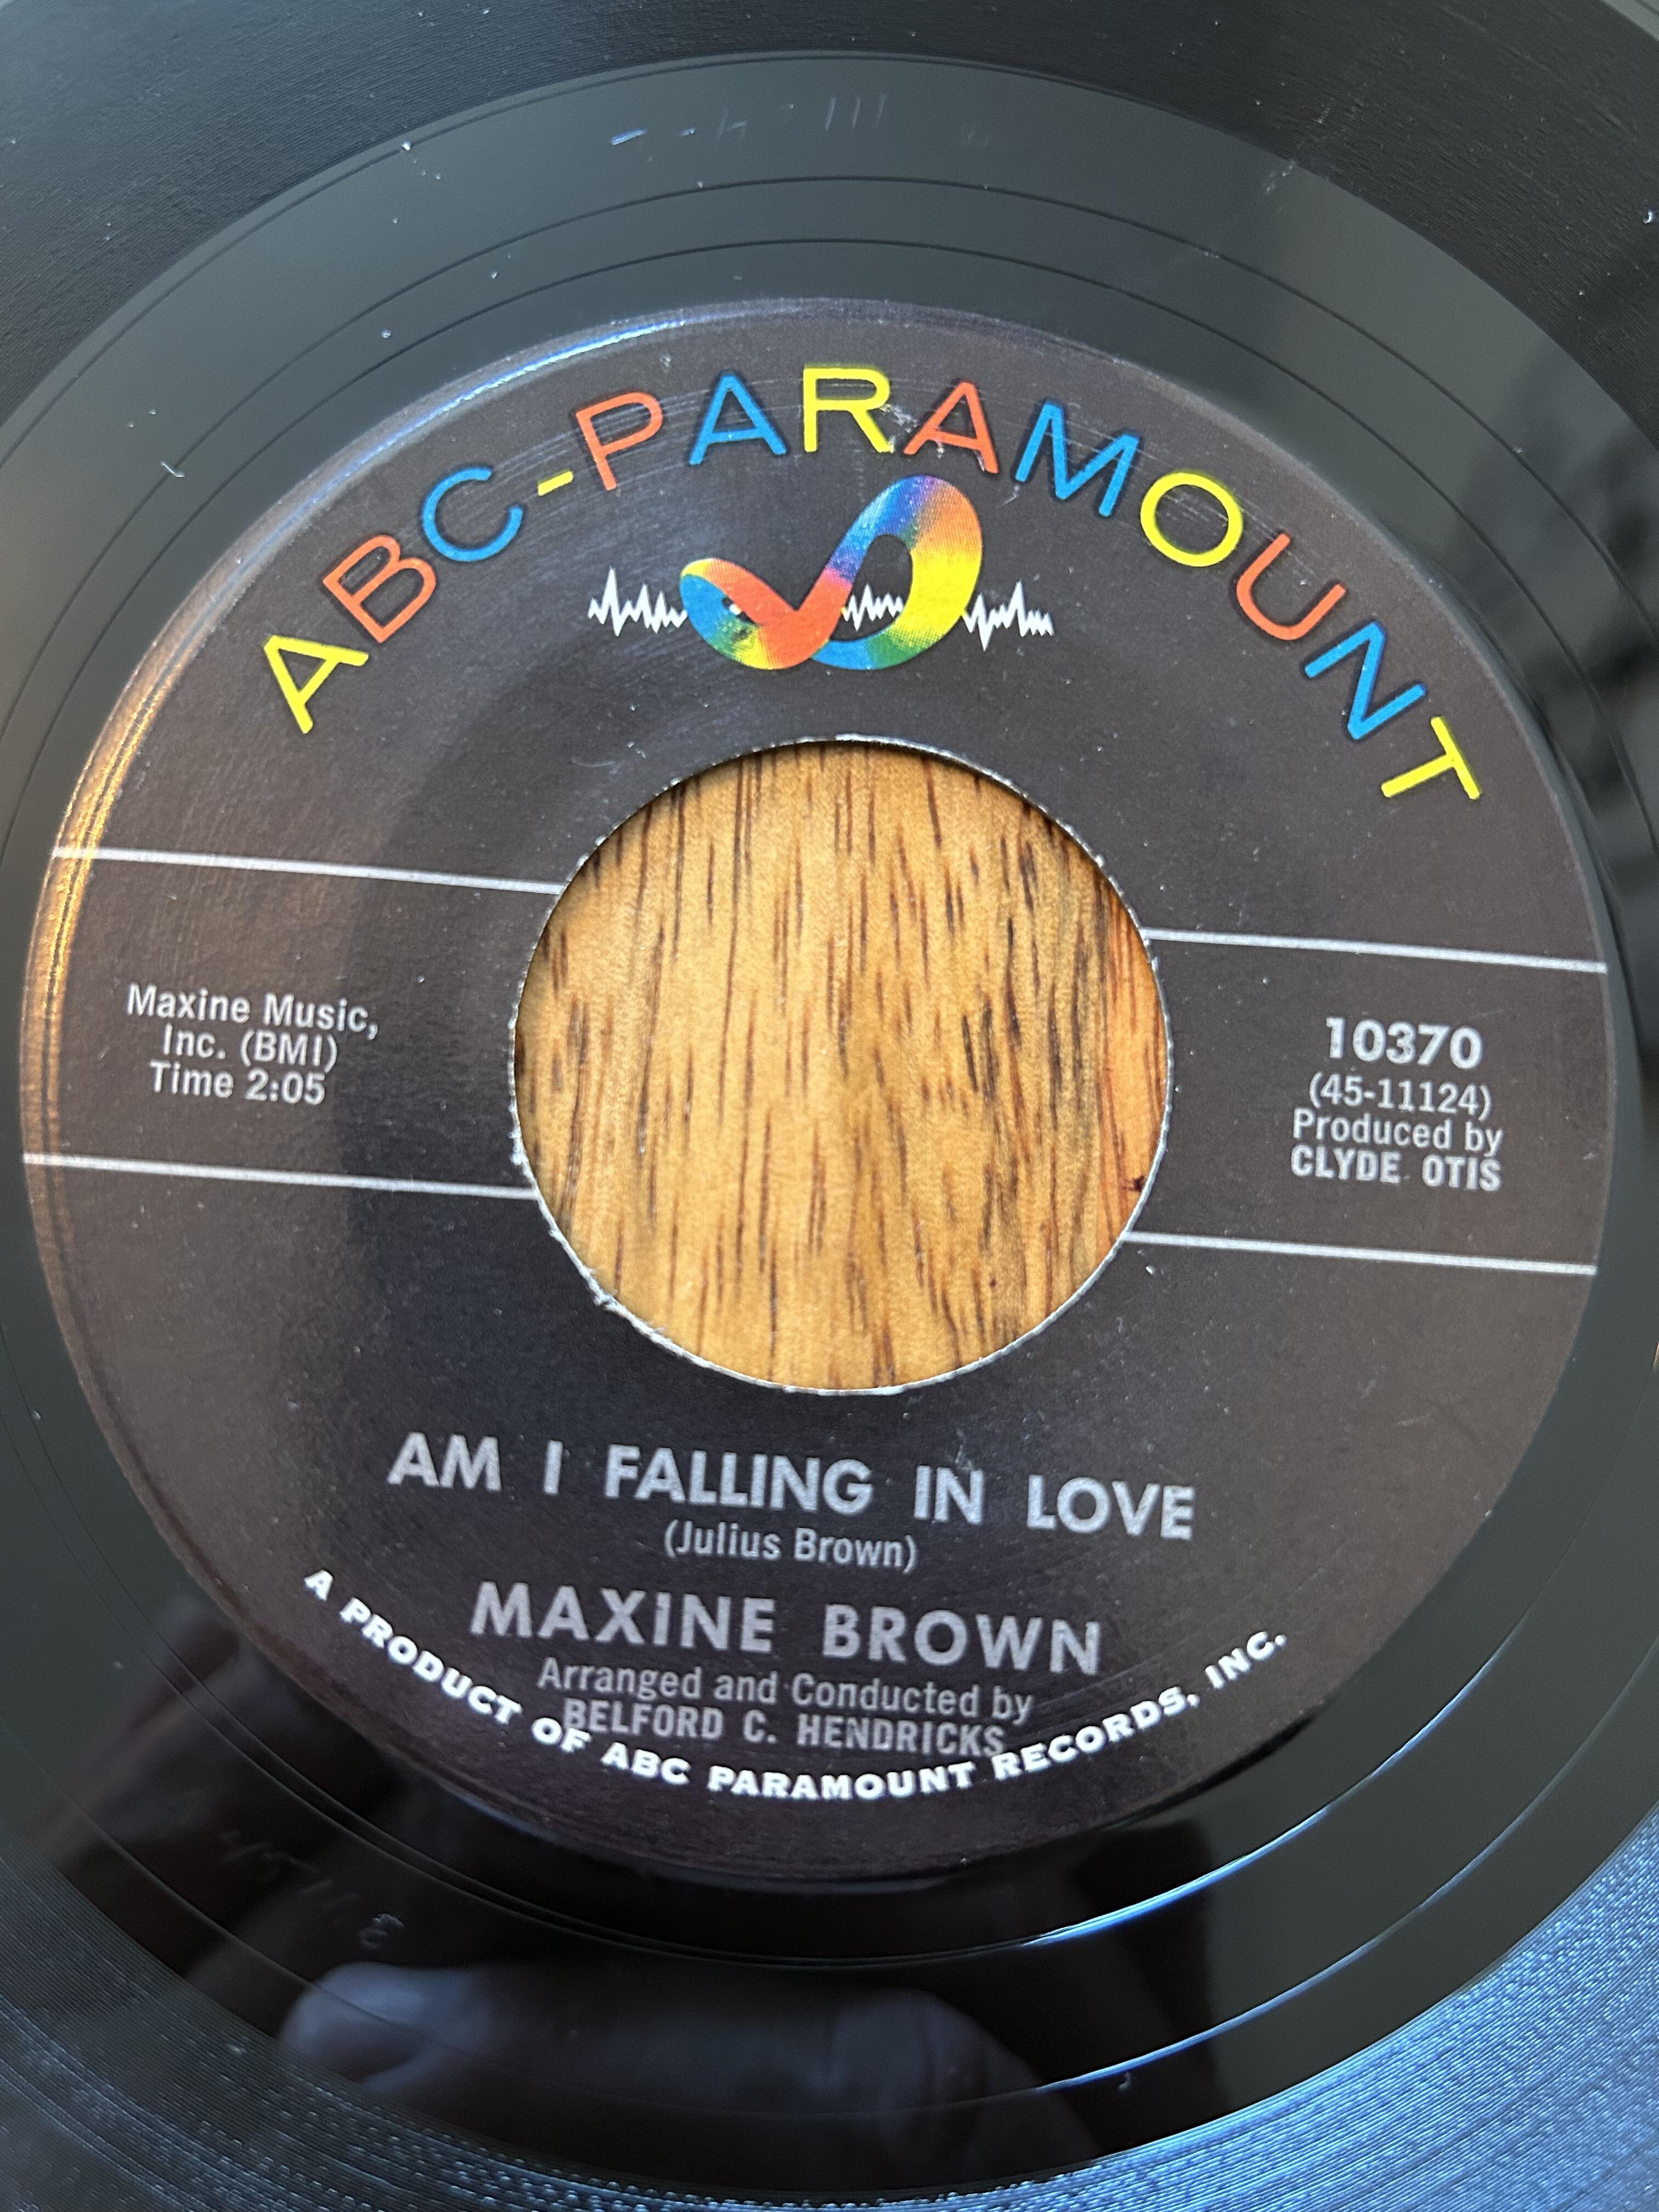 ABC-PARAMOUNT
Maxine Music,
Inc. (BMI)
Time 2:05
10370
(45-11124)
Produced by
CLYDE OTIS
AM I FALLING IN LOVE
(Julius Brown)
MAXINE BROWN
Arranged and Conducted by
BELFORD C. HENDRICKS
A PRODUCT OF ABC PARAMOUNT RECORDS, INC.